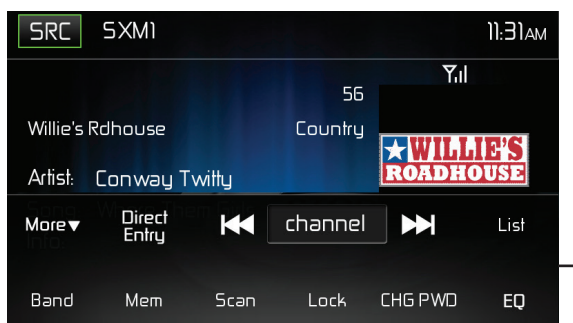 SRC SXM1 11:31AM
56
Willie's Rdhouse Country
WILLIE'S
ROADHOUSE
Artist: Conway Twitty
More▼ Direct Entry channel List
Info:
Band Mem Scan Lock CHG PWD EQ